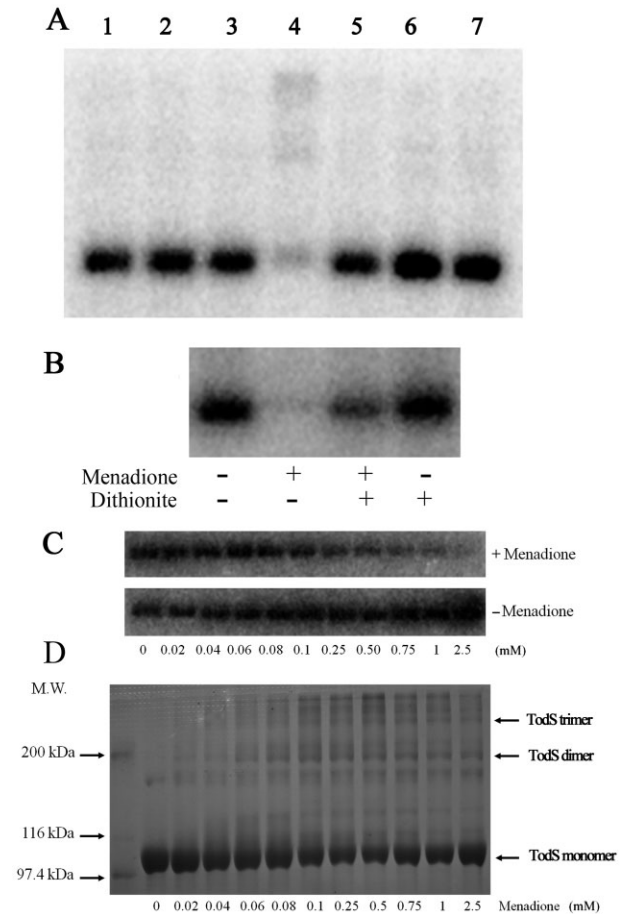 A
1 2 3 4 5 6 7
B
Menadione - + + -
Dithionite - - + +
C
+ Menadione
- Menadione
0 0.02 0.04 0.06 0.08 0.1 0.25 0.50 0.75 1 2.5 (mM)
D
M.W.
TodS trimer
200 kDa
TodS dimer
116 kDa
TodS monomer
97.4 kDa
0 0.02 0.04 0.06 0.08 0.1 0.25 0.5 0.75 1 2.5 Menadione (mM)